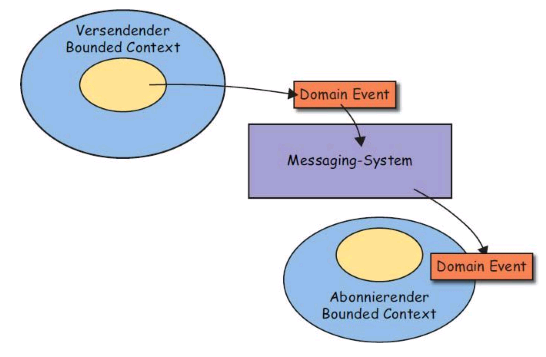 Versendender
Bounded Context
Domain Event
Messaging-System
Domain Event
Abonnierender
Bounded Context